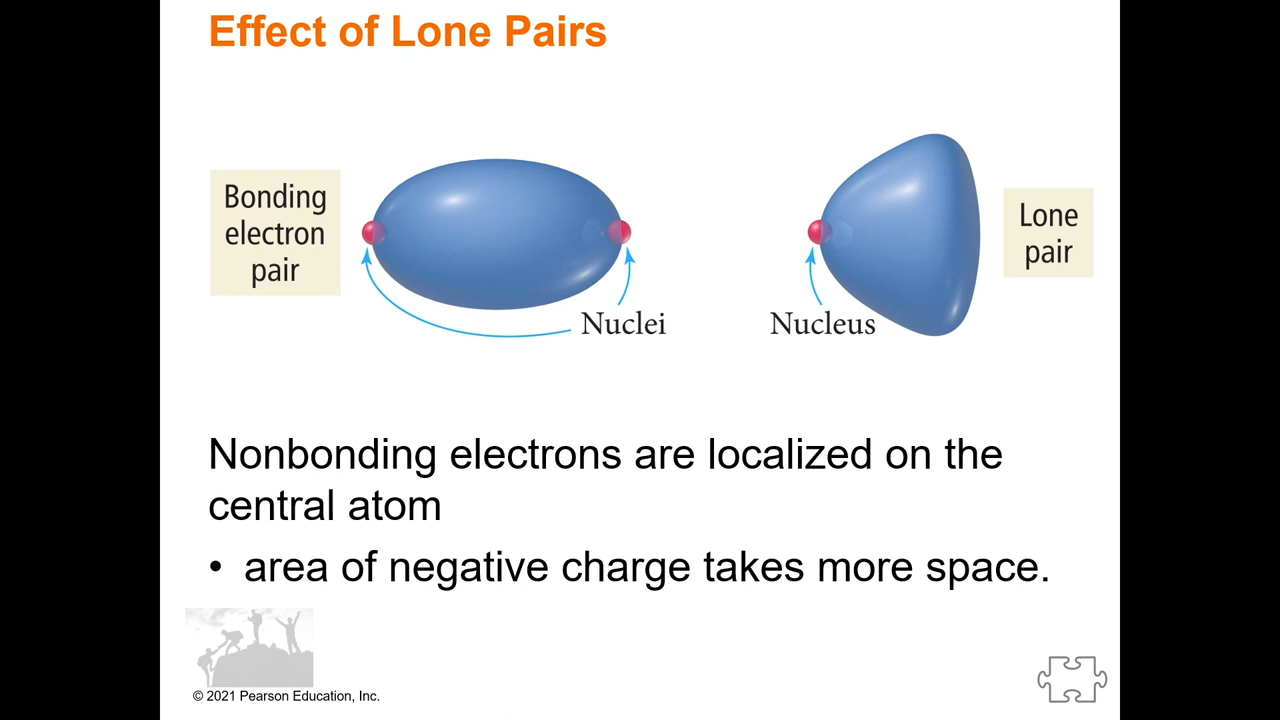 Effect of Lone Pairs
Bonding
electron
pair
Nuclei
Nucleus
Lone
pair
Nonbonding electrons are localized on the
central atom
• area of negative charge takes more space.
© 2021 Pearson Education, Inc.